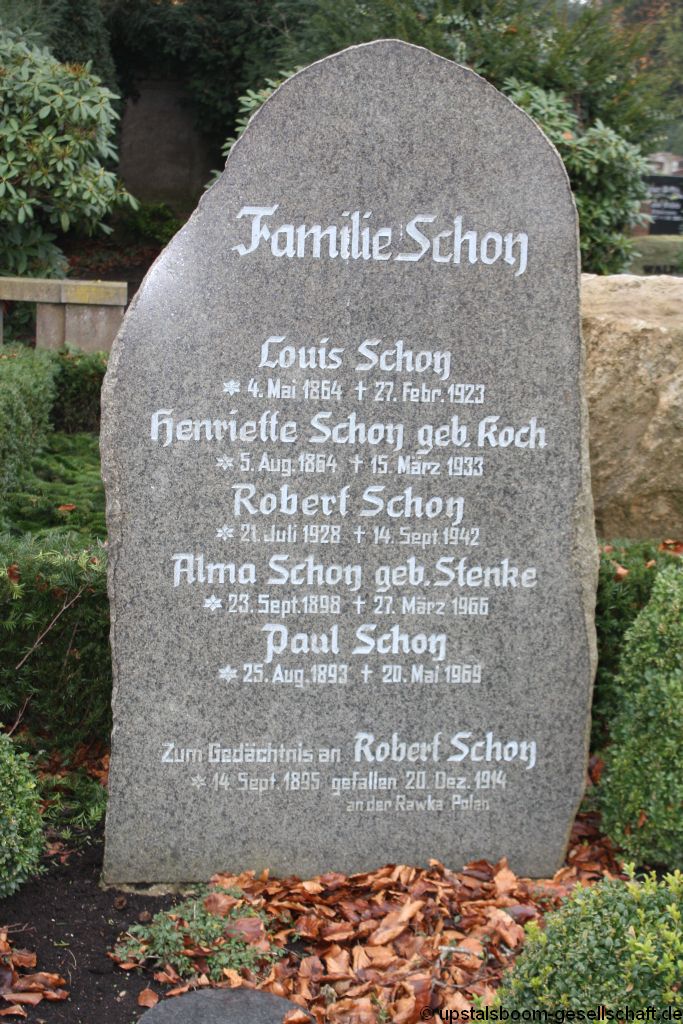 Familie Schon
Louis Schon
* 4. Mai 1864 † 27. Febr. 1923
Henriette Schon geb. Koch
* 5. Aug. 1864 † 15. März 1933
Robert Schon
* 21. Juli 1928 † 14. Sept. 1942
Alma Schon geb. Stenke
* 23. Sept. 1898 † 27. März 1966
Paul Schon
* 25. Aug. 1893 † 20. Mai 1969
Zum Gedächtnis an Robert Schon
* 14. Sept. 1895 gefallen 20. Dez. 1914
an der Rawka Polen
© upstalsboom-gesellschaft.de